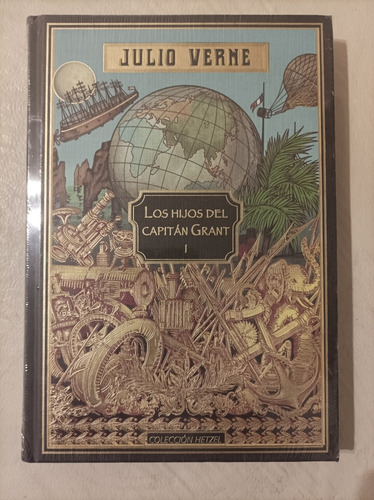 JULIO VERNE
LOS HIJOS DEL
CAPITÁN GRANT
I
COLECCIÓN HETZEL